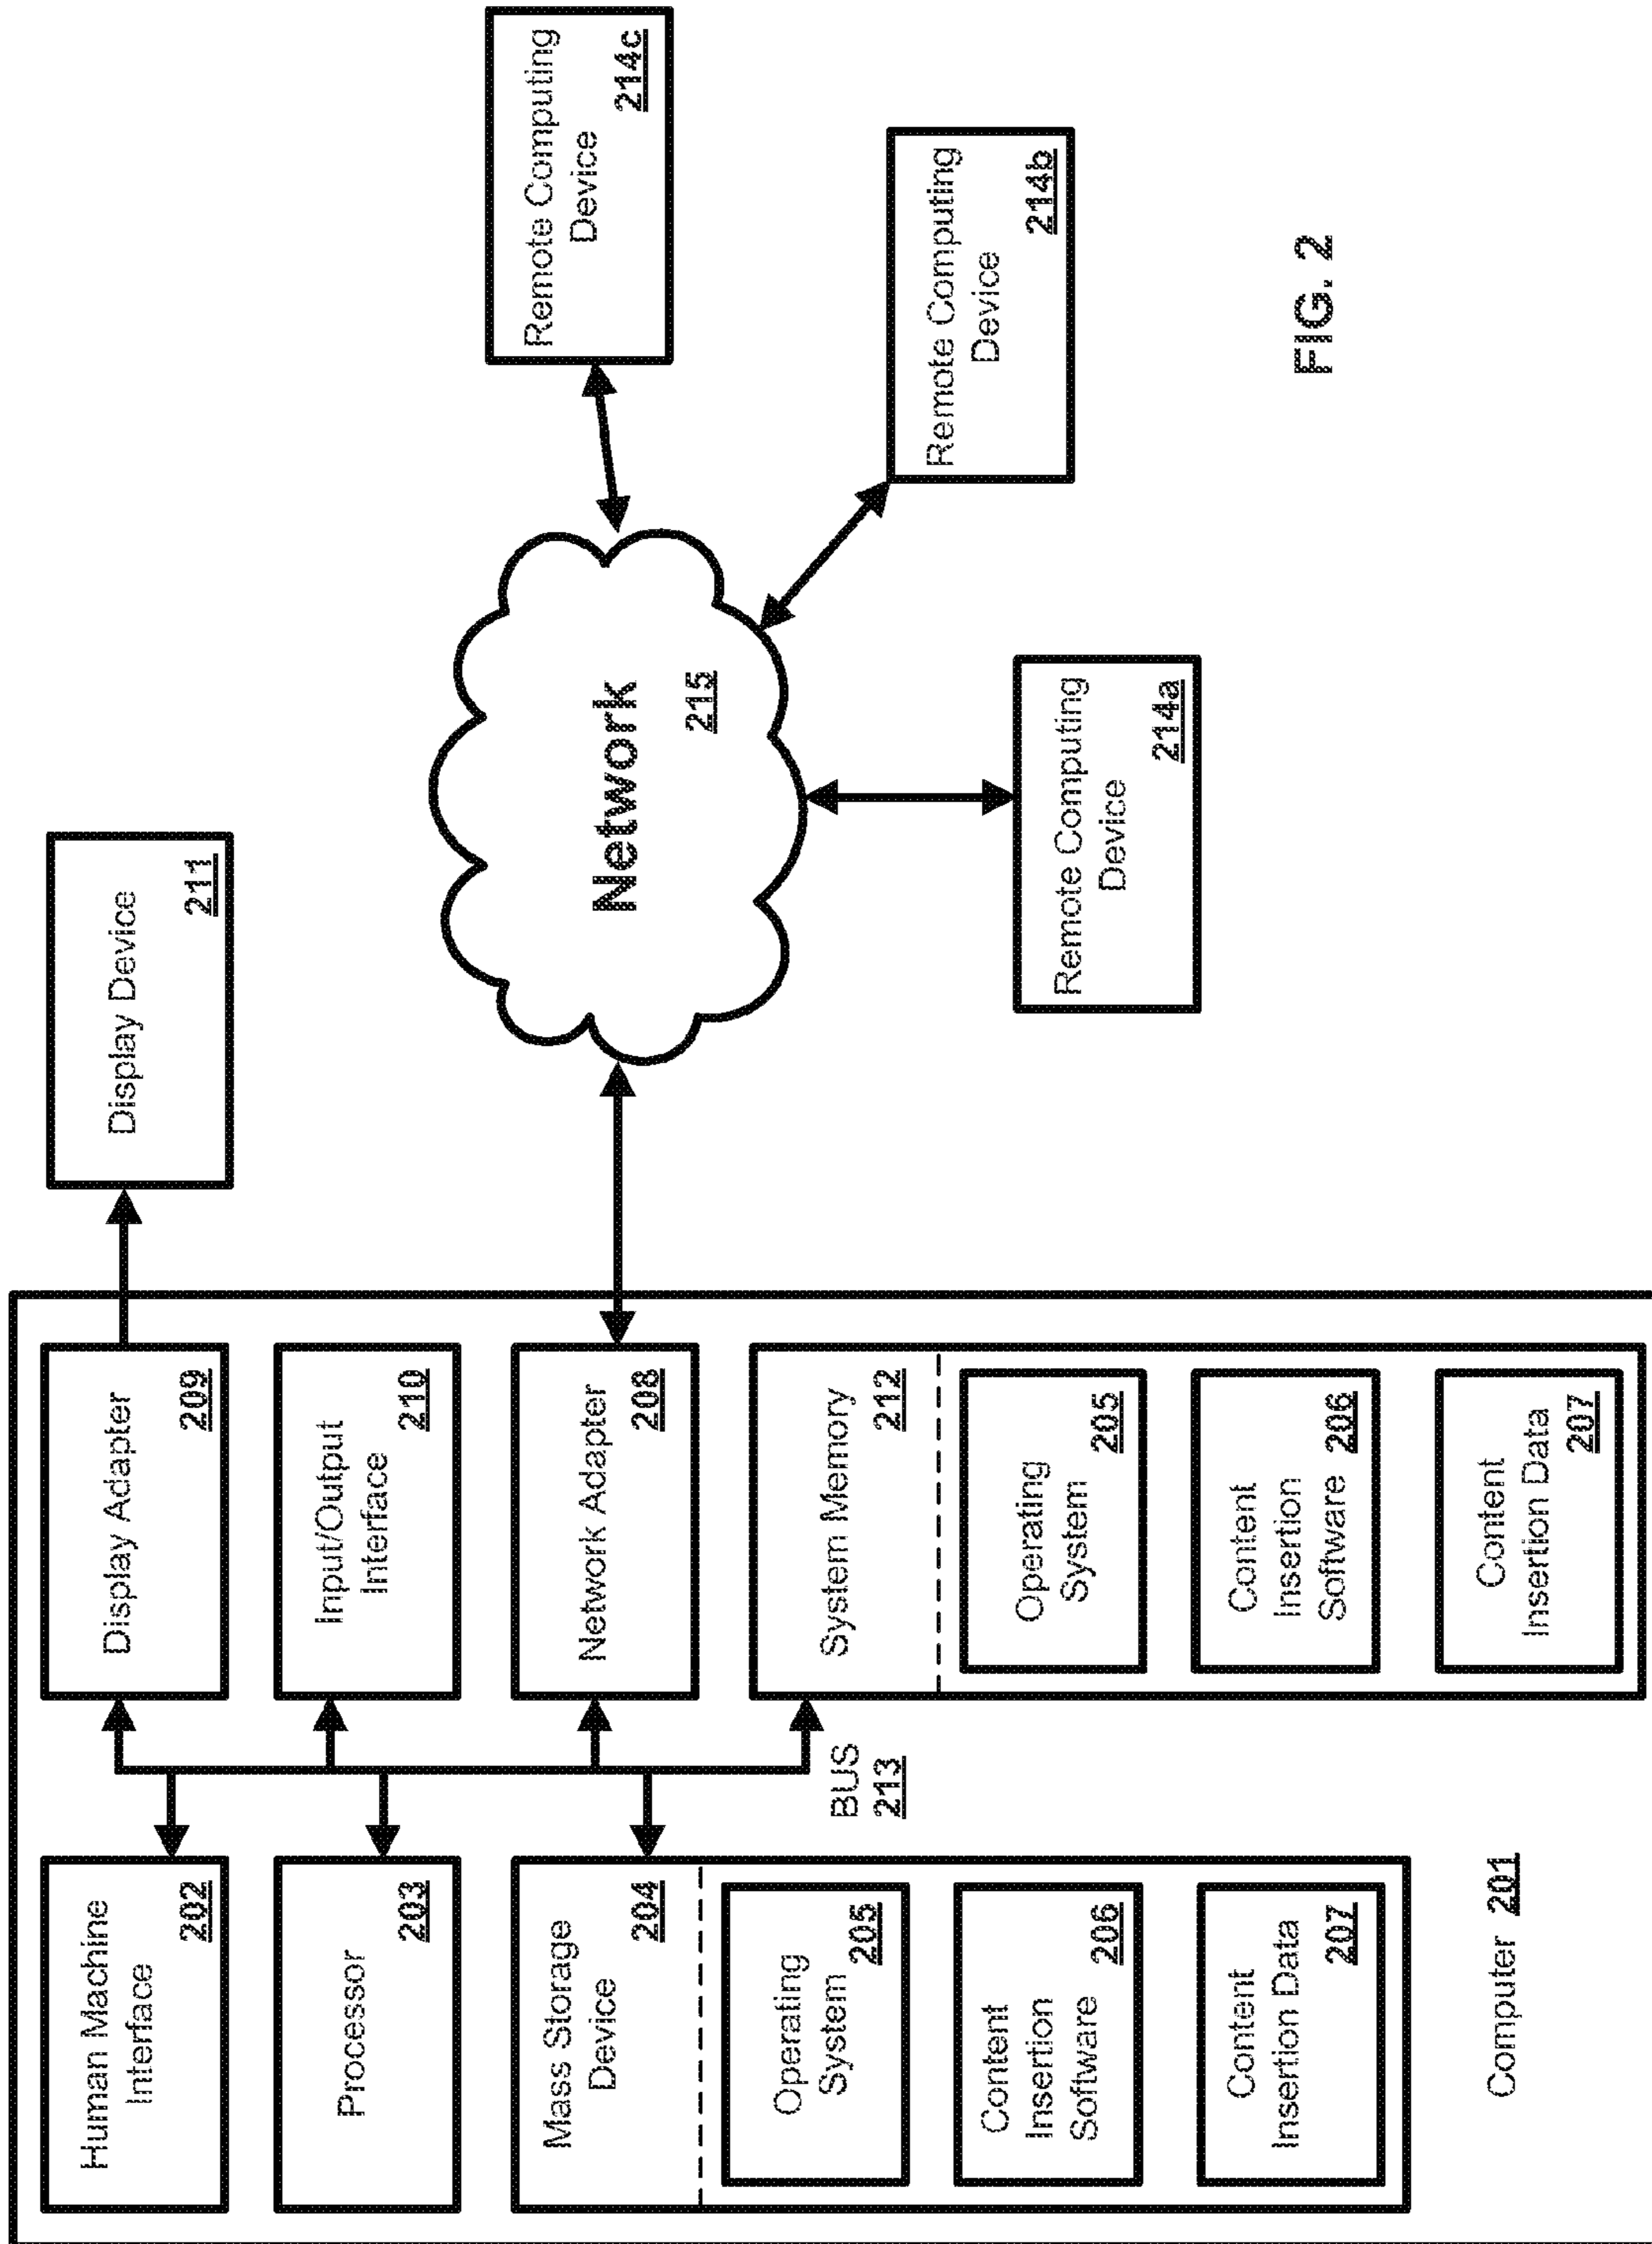 Human Machine
Interface
202
Processor
203
Mass Storage
Device
204
Operating
System
205
Content
Insertion
Software
206
Content
Insertion Data
207
Computer 201
BUS
213
Display Adapter
209
Input/Output
Interface
210
Network Adapter
208
System Memory
212
Operating
System
205
Content
Insertion
Software 206
Content
Insertion Data
207
Display Device
211
Network
215
Remote Computing
Device
214a
Remote Computing
Device
214b
Remote Computing
Device
214c
FIG. 2